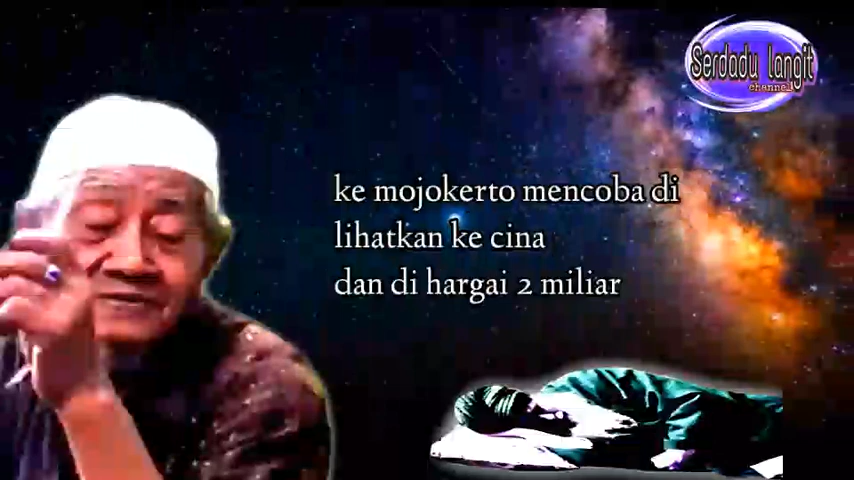 Serdadu langit
channel
ke mojokerto mencoba di
lihatkan ke cina
dan di hargai 2 miliar